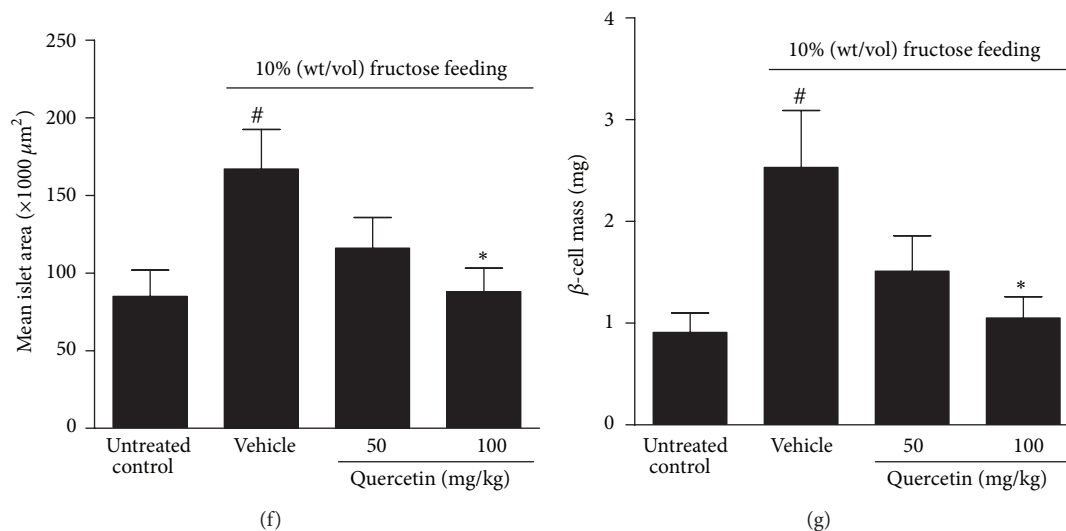 250
200
150
100
50
0
Mean islet area (×1000 μm²)
10% (wt/vol) fructose feeding
#
*
Untreated
control
Vehicle
50
100
Quercetin (mg/kg)
(f)
4
3
2
1
0
β-cell mass (mg)
10% (wt/vol) fructose feeding
#
*
Untreated
control
Vehicle
50
100
Quercetin (mg/kg)
(g)